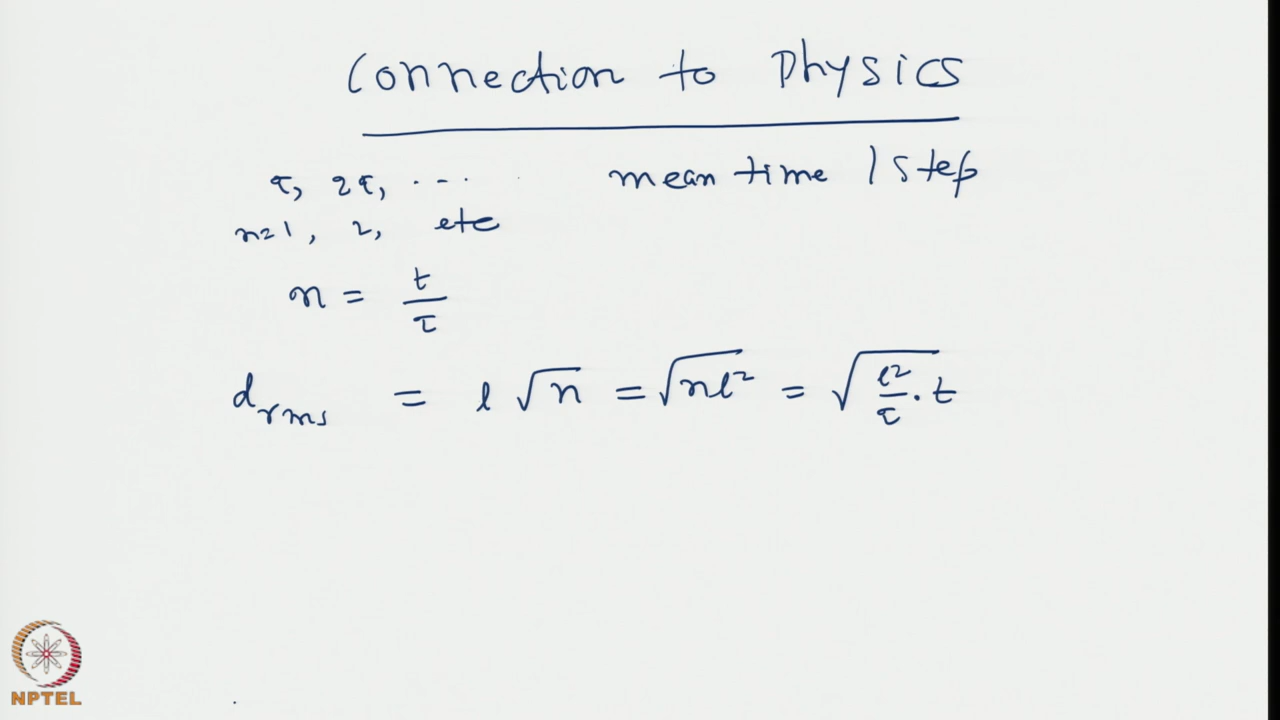 Connection to Physics
τ, 2τ, .... mean time / step
n=1, 2, etc
n = t/τ
d_rms = l √n = √nl² = √(l²/τ . t)
NPTEL